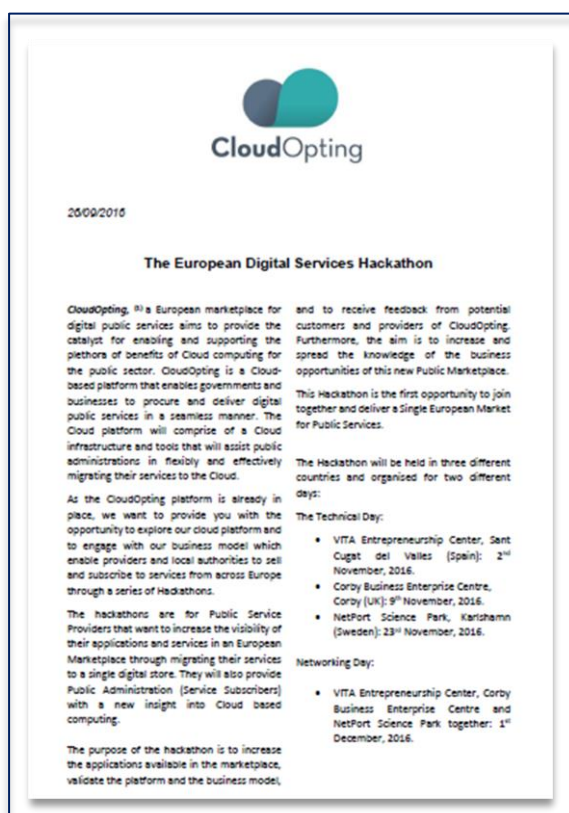 CloudOpting
26/09/2016
The European Digital Services Hackathon
CloudOpting, (1) a European marketplace for
digital public services aims to provide the
catalyst for enabling and supporting the
plethora of benefits of Cloud computing for
the public sector. CloudOpting is a Cloud-
based platform that enables governments and
businesses to procure and deliver digital
public services in a seamless manner. The
Cloud platform will comprise of a Cloud
infrastructure and tools that will assist public
administrations in flexibly and effectively
migrating their services to the Cloud.
As the CloudOpting platform is already in
place, we want to provide you with the
opportunity to explore our cloud platform and
to engage with our business model which
enable providers and local authorities to sell
and subscribe to services from across Europe
through a series of Hackathons.
The hackathons are for Public Service
Providers that want to increase the visibility of
their applications and services in an European
Marketplace through migrating their services
to a single digital store. They will also provide
Public Administration (Service Subscribers)
with a new insight into Cloud based
computing.
The purpose of the hackathon is to increase
the applications available in the marketplace,
validate the platform and the business model,
and to receive feedback from potential
customers and providers of CloudOpting.
Furthermore, the aim is to increase and
spread the knowledge of the business
opportunities of this new Public Marketplace.
This Hackathon is the first opportunity to join
together and deliver a Single European Market
for Public Services.
The Hackathon will be held in three different
countries and organised for two different
days:
The Technical Day:
• VITA Entrepreneurship Center, Sant
Cugat del Valles (Spain): 2nd
November, 2016.
• Corby Business Enterprise Centre,
Corby (UK): 9th November, 2016.
• NetPort Science Park, Karlshamn
(Sweden): 23rd November, 2016.
Networking Day:
• VITA Entrepreneurship Center, Corby
Business Enterprise Centre and
NetPort Science Park together: 1st
December, 2016.